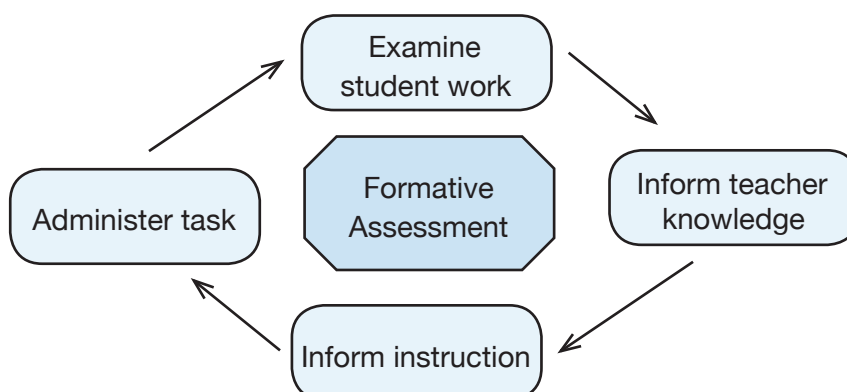 Examine
student work
Formative
Assessment
Administer task
Inform teacher
knowledge
Inform instruction